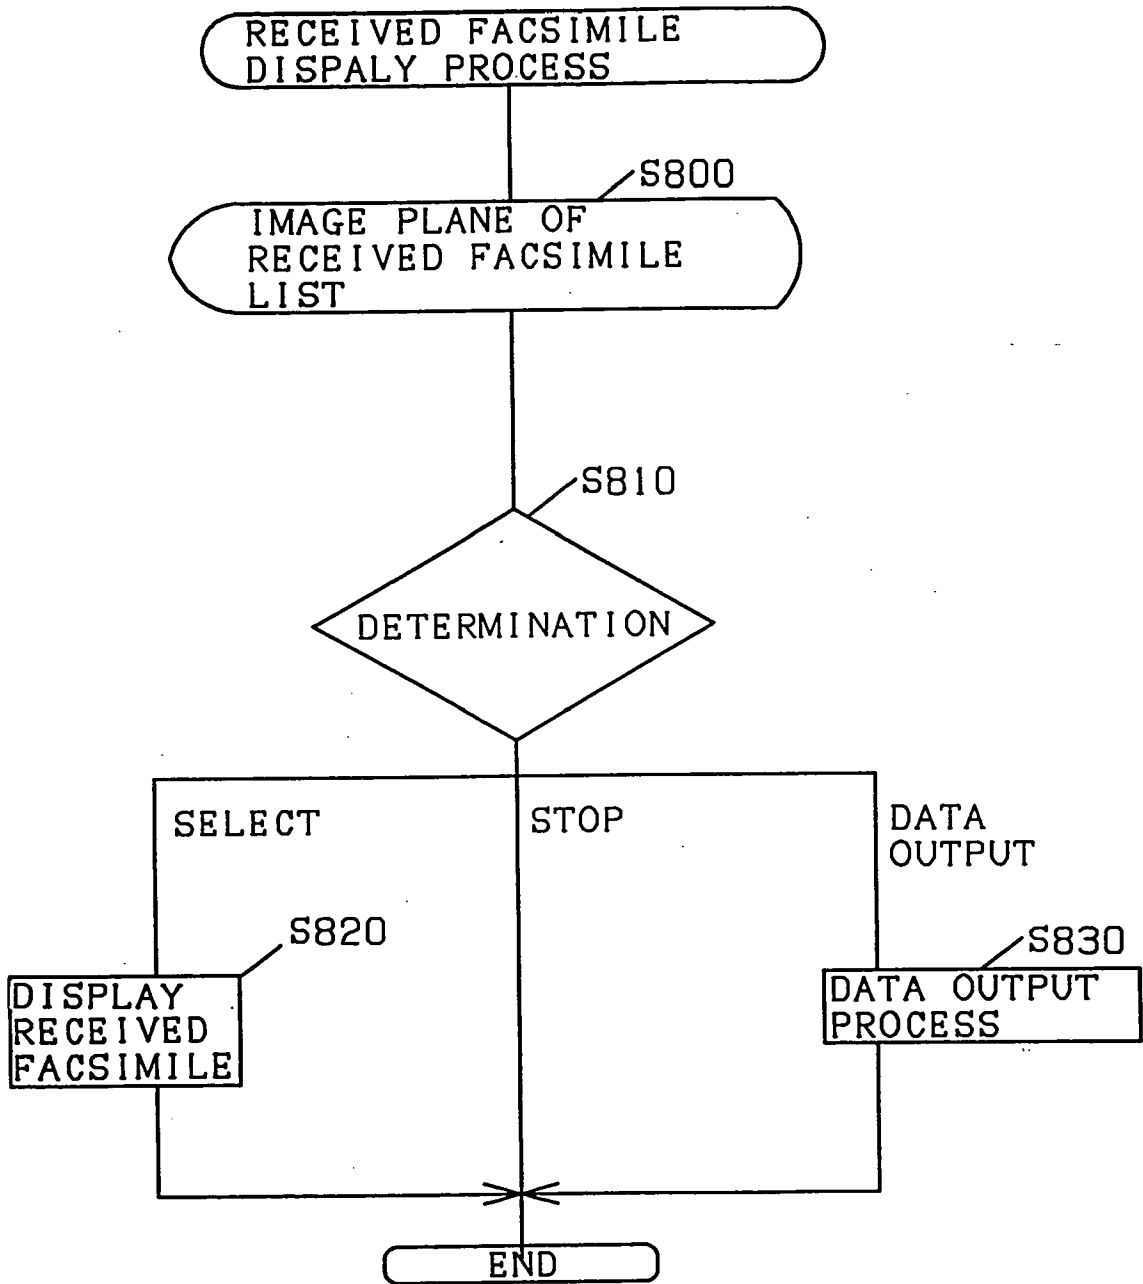 RECEIVED FACSIMILE
DISPALY PROCESS
S800
IMAGE PLANE OF
RECEIVED FACSIMILE
LIST
S810
DETERMINATION
SELECT
STOP
DATA
OUTPUT
S820
S830
DISPLAY
RECEIVED
FACSIMILE
DATA OUTPUT
PROCESS
END